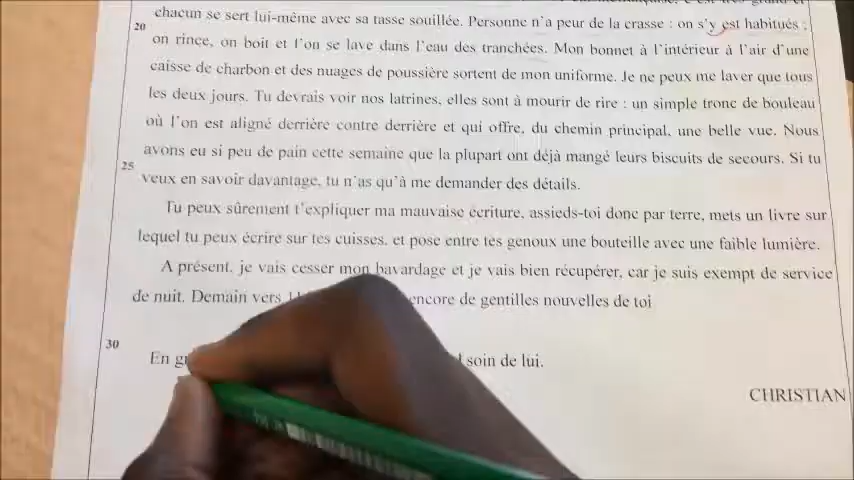 chacun se sert lui-même avec sa tasse souillée. Personne n'a peur de la crasse : on s'y est habitués ;
20
on rince, on boit et l'on se lave dans l'eau des tranchées. Mon bonnet à l'intérieur à l'air d'une
caisse de charbon et des nuages de poussière sortent de mon uniforme. Je ne peux me laver que tous
les deux jours. Tu devrais voir nos latrines, elles sont à mourir de rire : un simple tronc de bouleau
où l'on est aligné derrière contre derrière et qui offre, du chemin principal, une belle vue. Nous
avons eu si peu de pain cette semaine que la plupart ont déjà mangé leurs biscuits de secours. Si tu
25
veux en savoir davantage, tu n'as qu'à me demander des détails.
Tu peux sûrement t'expliquer ma mauvaise écriture, assieds-toi donc par terre, mets un livre sur
lequel tu peux écrire sur tes cuisses, et pose entre tes genoux une bouteille avec une faible lumière.
A présent, je vais cesser mon bavardage et je vais bien récupérer, car je suis exempt de service
de nuit. Demain vers encore de gentilles nouvelles de toi
30
En soin de lui.
CHRISTIAN